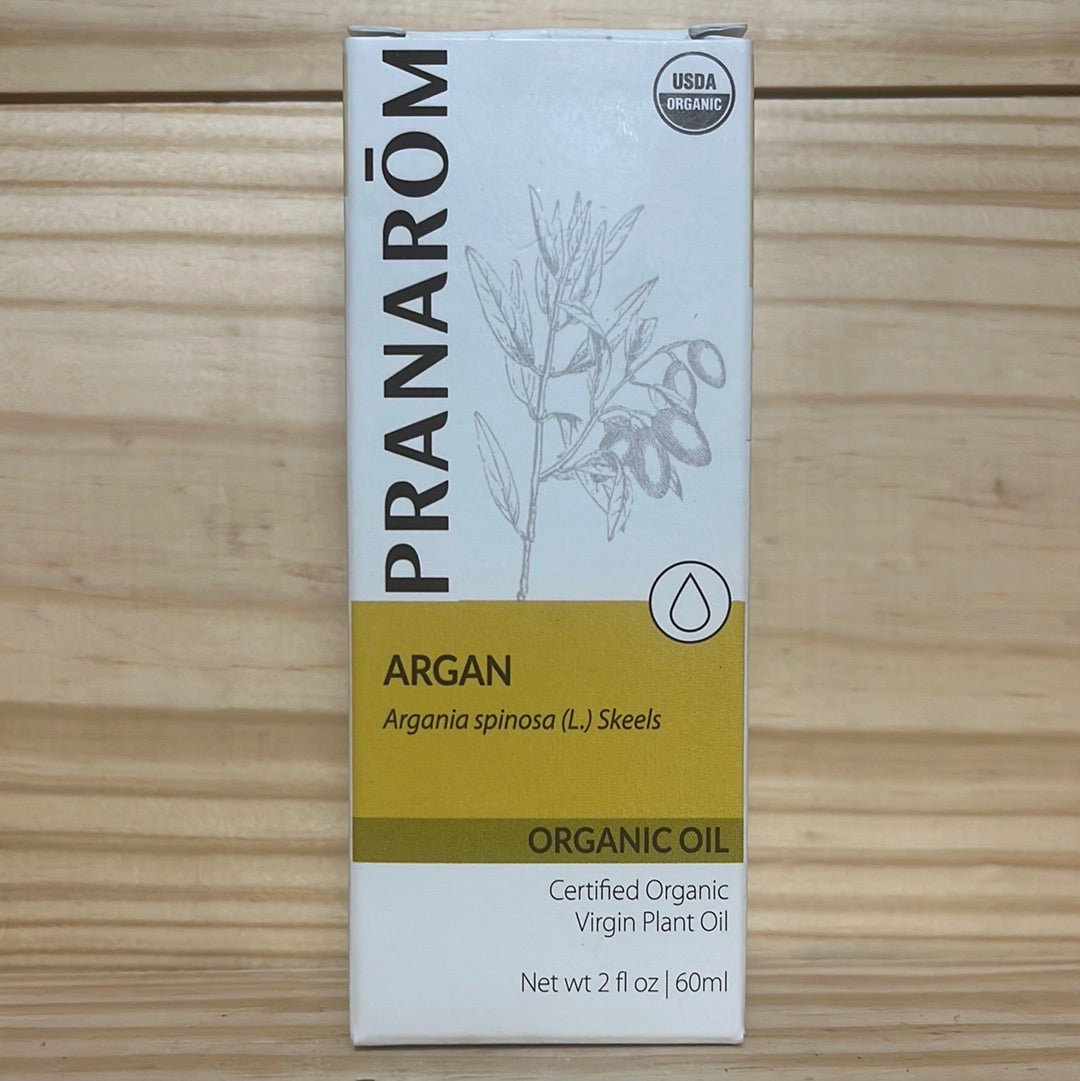 PRANARŌM
USDA
ORGANIC
ARGAN
Argania spinosa (L.) Skeels
ORGANIC OIL
Certified Organic
Virgin Plant Oil
Net wt 2 fl oz | 60ml